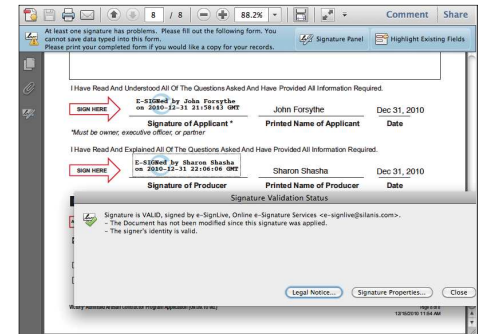 8 / 8
88.2%
Comment
Share
At least one signature has problems. Please fill out the following form. You
cannot save data typed into this form.
Please print your completed form if you would like a copy for your records.
Signature Panel
Highlight Existing Fields
I Have Read And Understood All Of The Questions Asked And Have Provided All Information Required.
SIGN HERE
E-SIGNed by John Forsythe
on 2010-12-31 21:58:43 GMT
John Forsythe
Dec 31, 2010
Signature of Applicant *
Printed Name of Applicant
Date
*Must be owner, executive officer, or partner
I Have Read And Explained All Of The Questions Asked And Have Provided All Information Required.
SIGN HERE
E-SIGNed by Sharon Shasha
on 2010-12-31 22:06:06 GMT
Sharon Shasha
Dec 31, 2010
Signature of Producer
Printed Name of Producer
Date
Signature Validation Status
Signature is VALID, signed by e-SignLive, Online e-Signature Services <e-signlive@silanis.com>.
- The Document has not been modified since this signature was applied.
- The signer's identity is valid.
Legal Notice...
Signature Properties...
Close
12/16/2010 11:54 AM